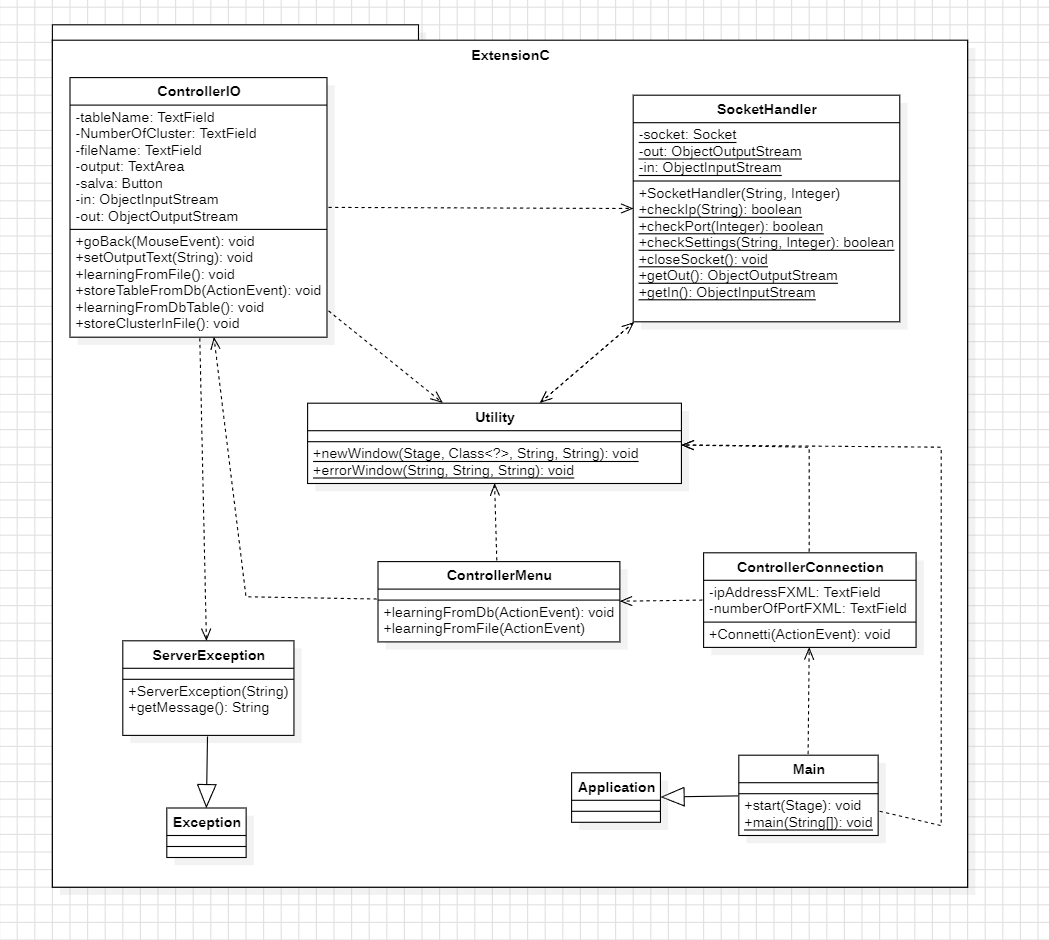 ExtensionC
ControllerIO
-tableName: TextField
-NumberOfCluster: TextField
-fileName: TextField
-output: TextArea
-salva: Button
-in: ObjectInputStream
-out: ObjectOutputStream
+goBack(MouseEvent): void
+setOutputText(String): void
+learningFromFile(): void
+storeTableFromDb(ActionEvent): void
+learningFromDbTable(): void
+storeClusterInFile(): void
SocketHandler
-socket: Socket
-out: ObjectOutputStream
-in: ObjectInputStream
+SocketHandler(String, Integer)
+checkIp(String): boolean
+checkPort(Integer): boolean
+checkSettings(String, Integer): boolean
+closeSocket(): void
+getOut(): ObjectOutputStream
+getIn(): ObjectInputStream
Utility
+newWindow(Stage, Class<?>, String, String): void
+errorWindow(String, String, String): void
ControllerMenu
+learningFromDb(ActionEvent): void
+learningFromFile(ActionEvent)
ControllerConnection
-ipAddressFXML: TextField
-numberOfPortFXML: TextField
+Connetti(ActionEvent): void
ServerException
+ServerException(String)
+getMessage(): String
Exception
Application
Main
+start(Stage): void
+main(String[]): void